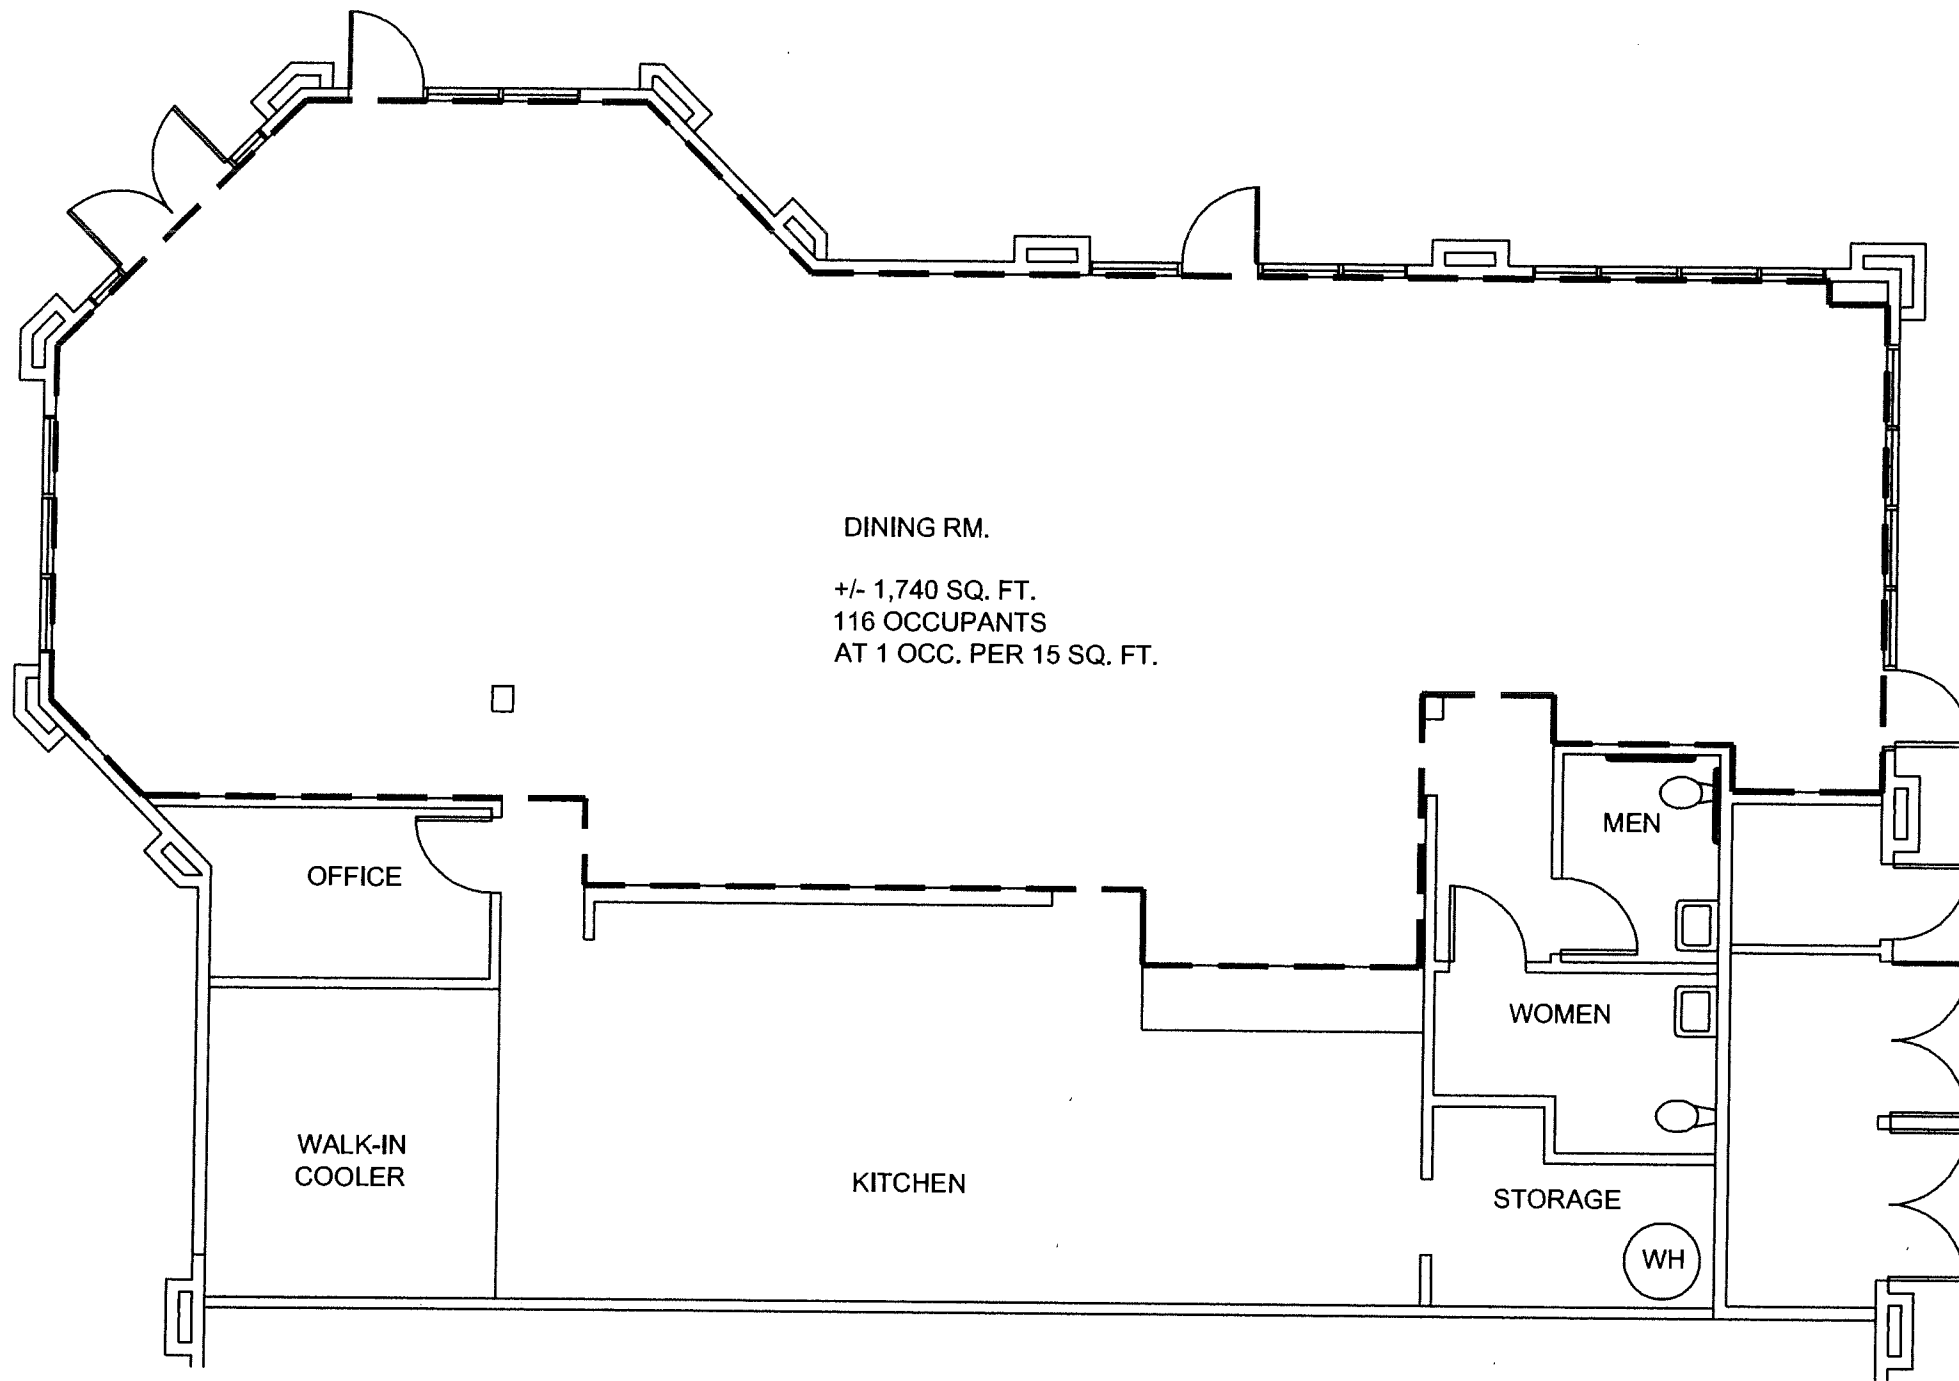 DINING RM.
+/- 1,740 SQ. FT.
116 OCCUPANTS
AT 1 OCC. PER 15 SQ. FT.
MEN
OFFICE
WOMEN
WALK-IN
COOLER
KITCHEN
STORAGE
WH